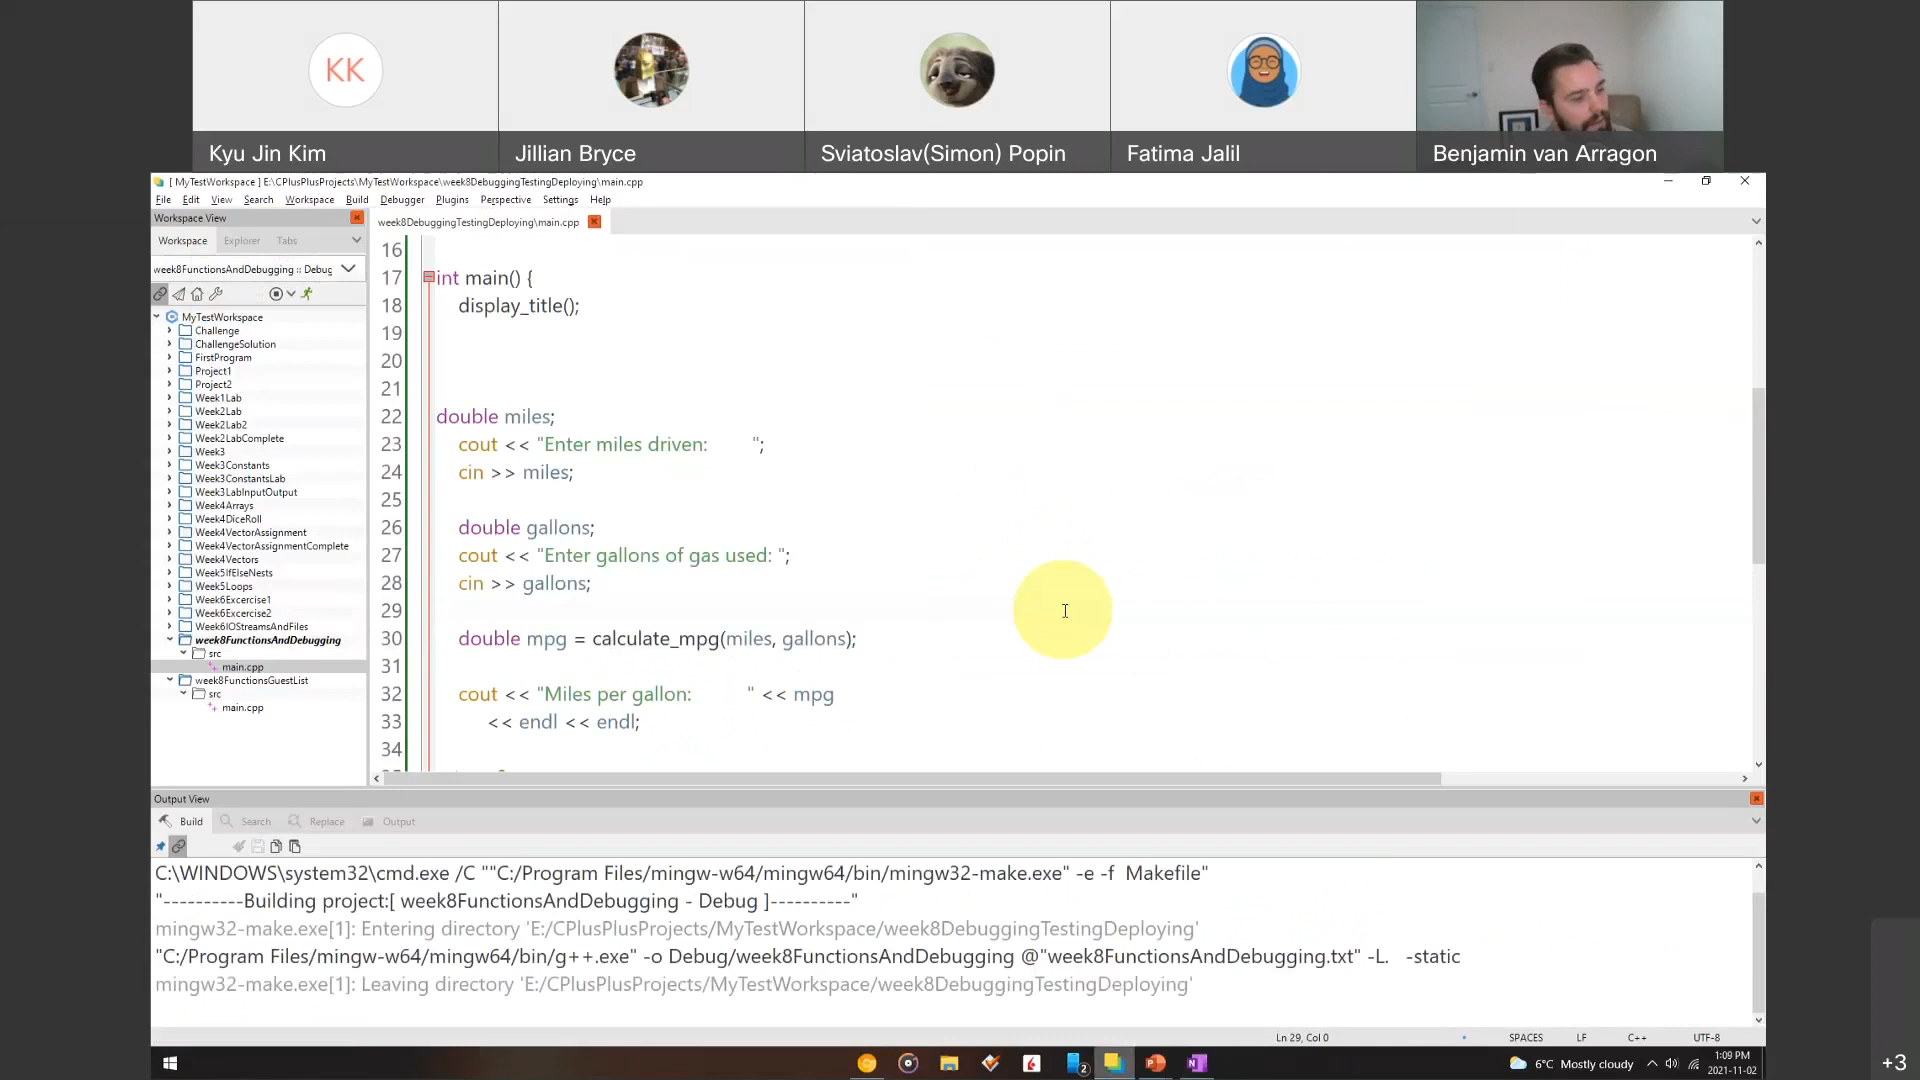 KK
Kyu Jin Kim
Jillian Bryce
Sviatoslav(Simon) Popin
Fatima Jalil
Benjamin van Arragon
[ MyTestWorkspace ] E:\CPlusPlusProjects\MyTestWorkspace\week8DebuggingTestingDeploying\main.cpp
File Edit View Search Workspace Build Debugger Plugins Perspective Settings Help
Workspace View
week8DebuggingTestingDeploying\main.cpp
Workspace Explorer Tabs
week8FunctionsAndDebugging :: Debug
MyTestWorkspace
Challenge
ChallengeSolution
FirstProgram
Project1
Project2
Week1Lab
Week2Lab
Week2Lab2
Week2LabComplete
Week3
Week3Constants
Week3ConstantsLab
Week3LabInputOutput
Week4Arrays
Week4DiceRoll
Week4VectorAssignment
Week4VectorAssignmentComplete
Week4Vectors
Week5IfElseNests
Week5Loops
Week6Excercise1
Week6Excercise2
Week6IOStreamsAndFiles
week8FunctionsAndDebugging
src
main.cpp
week8FunctionsGuestList
src
main.cpp
16
17 int main() {
18 display_title();
19
20
21
22 double miles;
23 cout << "Enter miles driven:        ";
24 cin >> miles;
25
26 double gallons;
27 cout << "Enter gallons of gas used: ";
28 cin >> gallons;
29
30 double mpg = calculate_mpg(miles, gallons);
31
32 cout << "Miles per gallon:          " << mpg
33 << endl << endl;
34
Output View
Build Search Replace Output
C:\WINDOWS\system32\cmd.exe /C ""C:/Program Files/mingw-w64/mingw64/bin/mingw32-make.exe" -e -f  Makefile"
"----------Building project:[ week8FunctionsAndDebugging - Debug ]----------"
mingw32-make.exe[1]: Entering directory 'E:/CPlusPlusProjects/MyTestWorkspace/week8DebuggingTestingDeploying'
"C:/Program Files/mingw-w64/mingw64/bin/g++.exe" -o Debug/week8FunctionsAndDebugging @"week8FunctionsAndDebugging.txt" -L.   -static
mingw32-make.exe[1]: Leaving directory 'E:/CPlusPlusProjects/MyTestWorkspace/week8DebuggingTestingDeploying'
Ln 29, Col 0 SPACES LF C++ UTF-8
2
6°C Mostly cloudy
1:09 PM
2021-11-02
+3